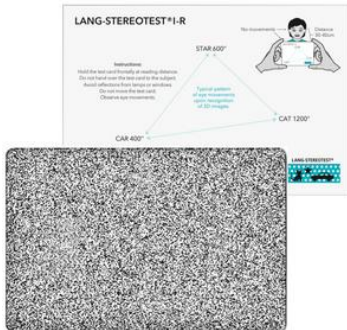 LANG-STEREOTEST®I-R
No movements
Distance
STAR 600"
Instructions:
Hold the test card frontally at reading distance.
Do not hand over the test card to the subject.
Avoid reflections from lamps or windows.
Do not move the test card.
Observe eye movements.
Typical pattern
of eye movements
upon recognition
of 3D images
CAT 1200"
CAR 400"
LANG-STEREOTEST®